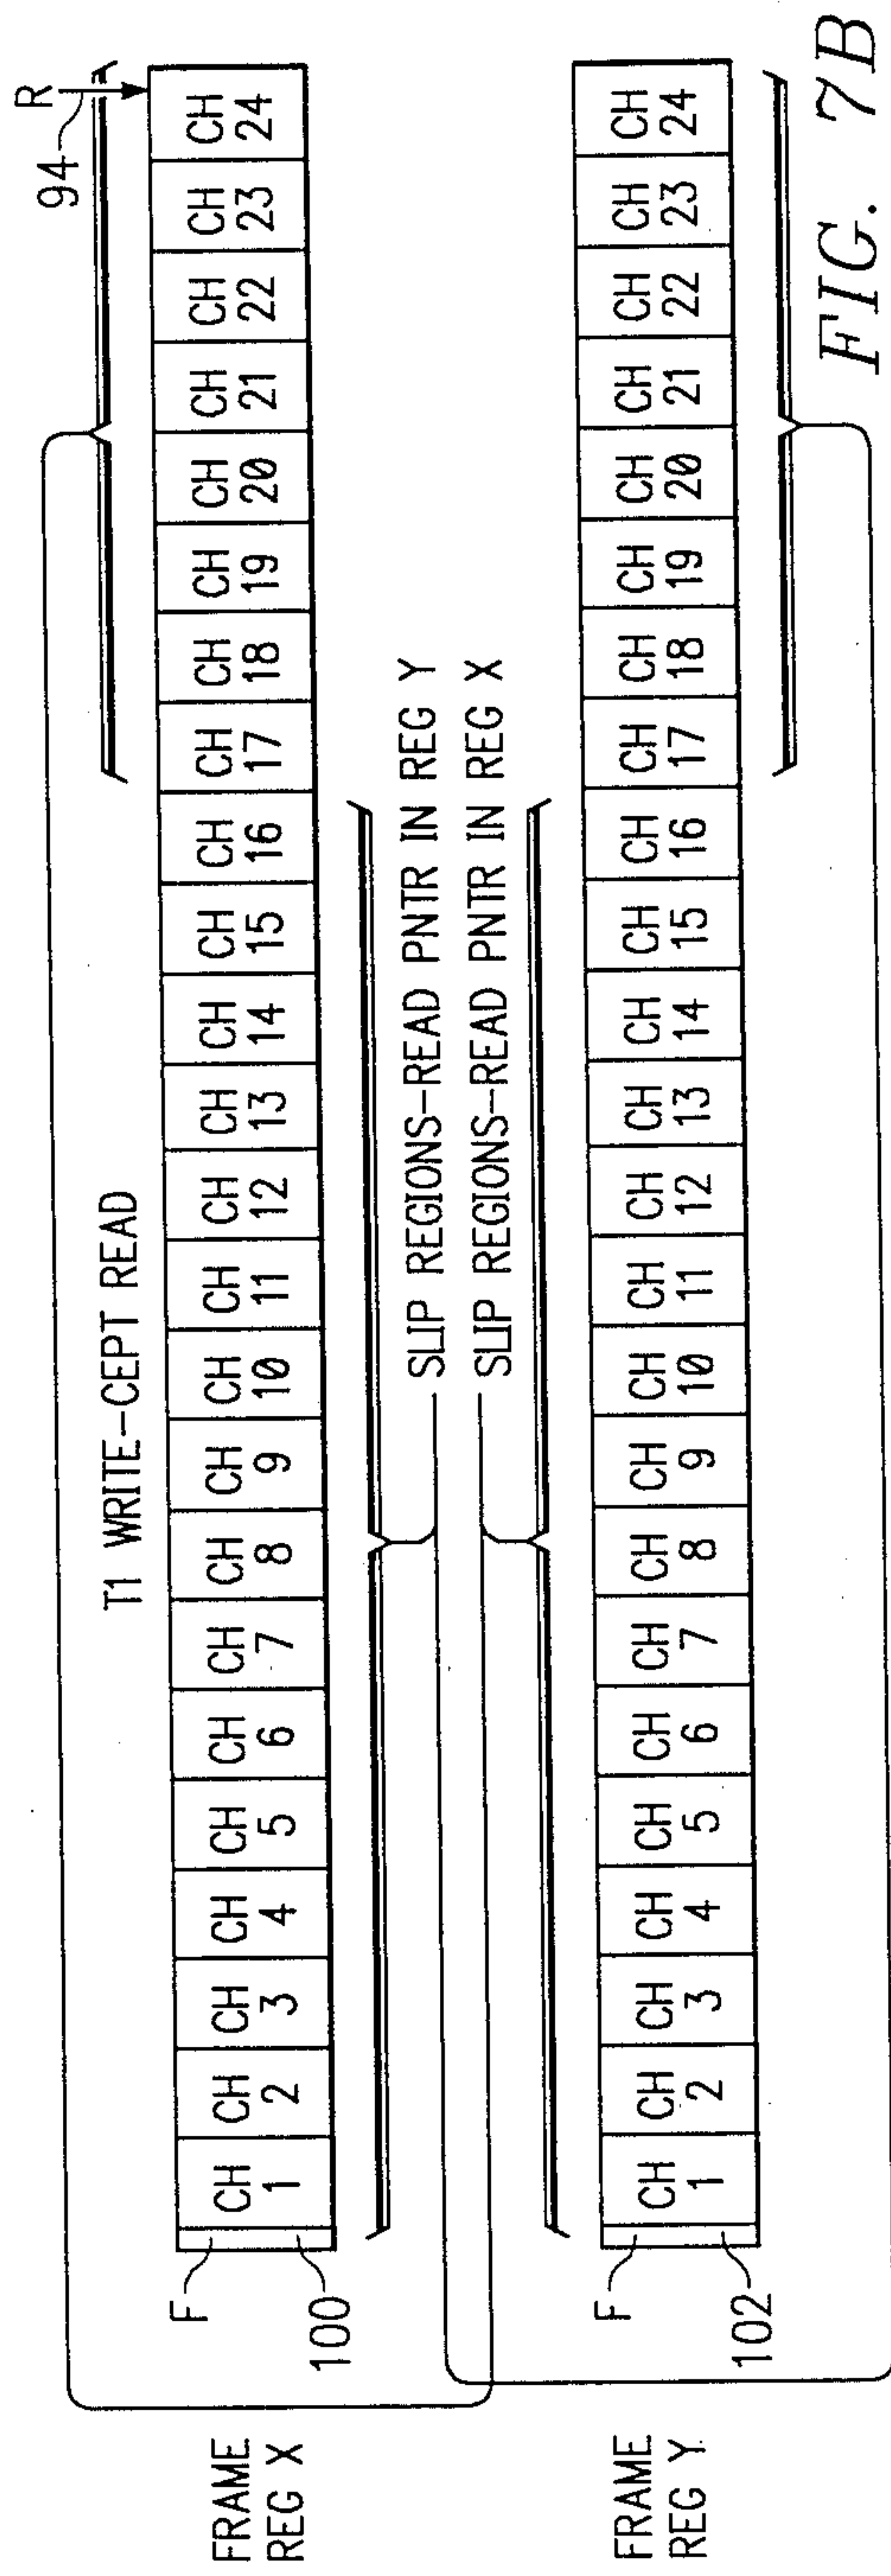 T1 WRITE-CEPT READ
94
R
FRAME
REG X
F
100
CH 1
CH 2
CH 3
CH 4
CH 5
CH 6
CH 7
CH 8
CH 9
CH 10
CH 11
CH 12
CH 13
CH 14
CH 15
CH 16
CH 17
CH 18
CH 19
CH 20
CH 21
CH 22
CH 23
CH 24
SLIP REGIONS-READ PNTR IN REG Y
SLIP REGIONS-READ PNTR IN REG X
FRAME
REG Y
F
102
CH 1
CH 2
CH 3
CH 4
CH 5
CH 6
CH 7
CH 8
CH 9
CH 10
CH 11
CH 12
CH 13
CH 14
CH 15
CH 16
CH 17
CH 18
CH 19
CH 20
CH 21
CH 22
CH 23
CH 24
FIG. 7B